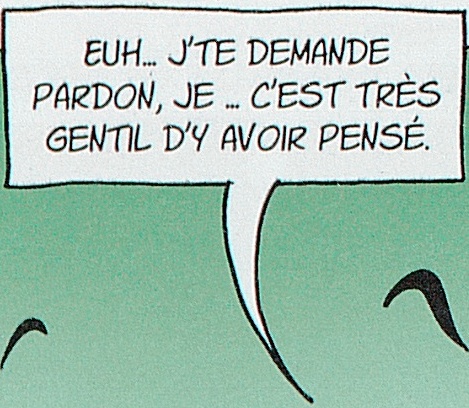 EUH... J'TE DEMANDE
PARDON, JE ... C'EST TRÈS
GENTIL D'Y AVOIR PENSÉ.